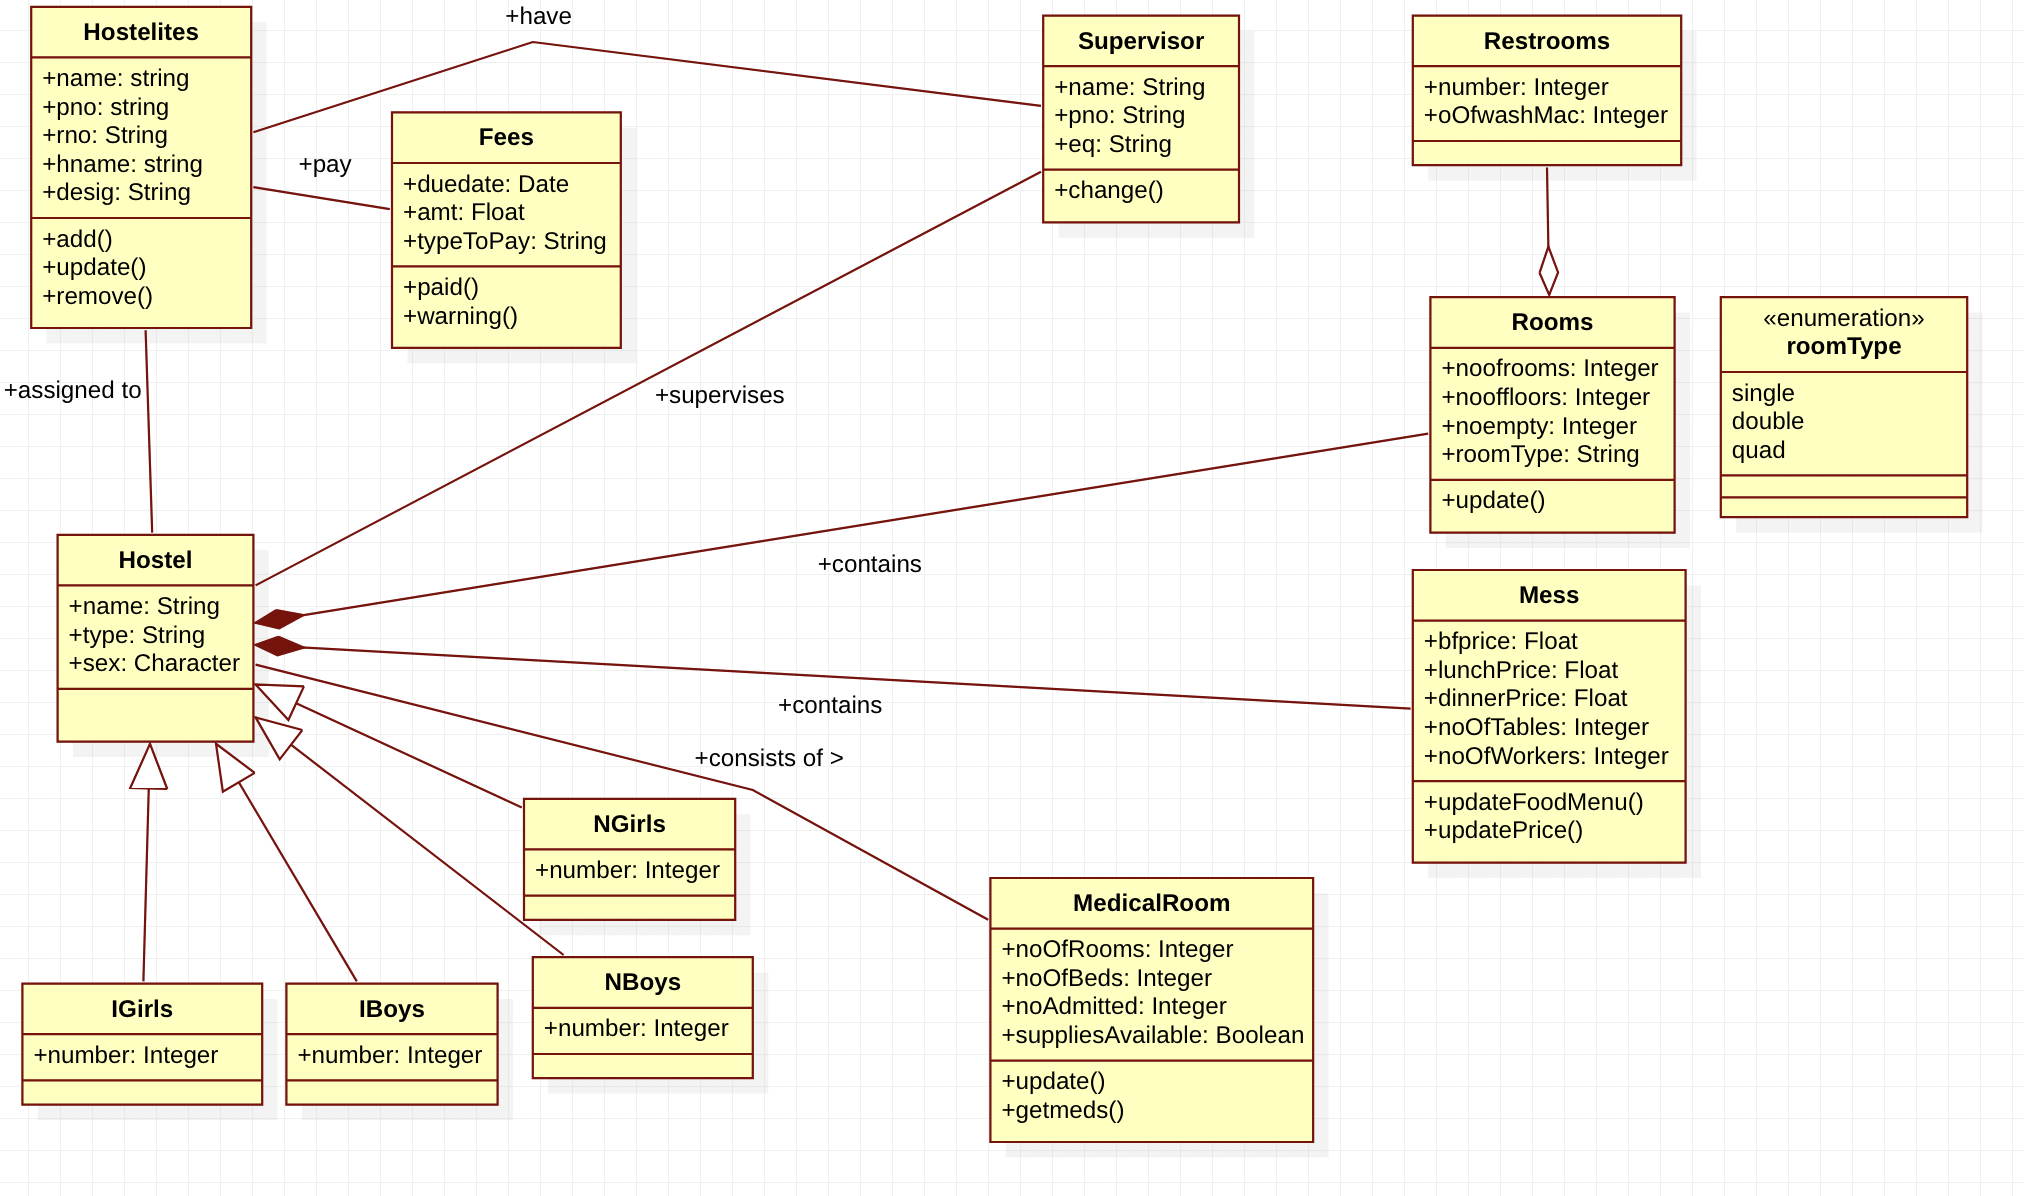 Hostelites
+name: string
+pno: string
+rno: String
+hname: string
+desig: String
+add()
+update()
+remove()
+have
+pay
Fees
+duedate: Date
+amt: Float
+typeToPay: String
+paid()
+warning()
Supervisor
+name: String
+pno: String
+eq: String
+change()
Restrooms
+number: Integer
+oOfwashMac: Integer
Rooms
+noofrooms: Integer
+nooffloors: Integer
+noempty: Integer
+roomType: String
+update()
«enumeration»
roomType
single
double
quad
+assigned to
+supervises
Hostel
+name: String
+type: String
+sex: Character
+contains
+contains
+consists of >
Mess
+bfprice: Float
+lunchPrice: Float
+dinnerPrice: Float
+noOfTables: Integer
+noOfWorkers: Integer
+updateFoodMenu()
+updatePrice()
NGirls
+number: Integer
NBoys
+number: Integer
IGirls
+number: Integer
IBoys
+number: Integer
MedicalRoom
+noOfRooms: Integer
+noOfBeds: Integer
+noAdmitted: Integer
+suppliesAvailable: Boolean
+update()
+getmeds()